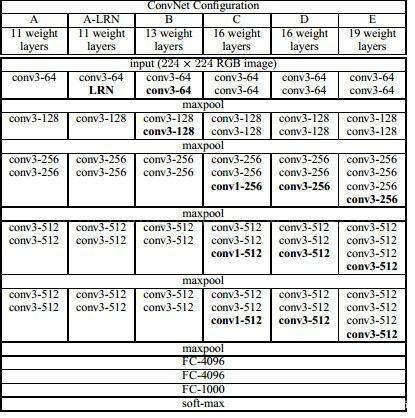 ConvNet Configuration
A A-LRN B C D E
11 weight 11 weight 13 weight 16 weight 16 weight 19 weight
layers layers layers layers layers layers
input (224 × 224 RGB image)
conv3-64 conv3-64 conv3-64 conv3-64 conv3-64 conv3-64
LRN conv3-64 conv3-64 conv3-64 conv3-64
maxpool
conv3-128 conv3-128 conv3-128 conv3-128 conv3-128 conv3-128
conv3-128 conv3-128 conv3-128 conv3-128
maxpool
conv3-256 conv3-256 conv3-256 conv3-256 conv3-256 conv3-256
conv3-256 conv3-256 conv3-256 conv3-256 conv3-256 conv3-256
conv1-256 conv3-256 conv3-256
conv3-256
maxpool
conv3-512 conv3-512 conv3-512 conv3-512 conv3-512 conv3-512
conv3-512 conv3-512 conv3-512 conv3-512 conv3-512 conv3-512
conv1-512 conv3-512 conv3-512
conv3-512
maxpool
conv3-512 conv3-512 conv3-512 conv3-512 conv3-512 conv3-512
conv3-512 conv3-512 conv3-512 conv3-512 conv3-512 conv3-512
conv1-512 conv3-512 conv3-512
conv3-512
maxpool
FC-4096
FC-4096
FC-1000
soft-max